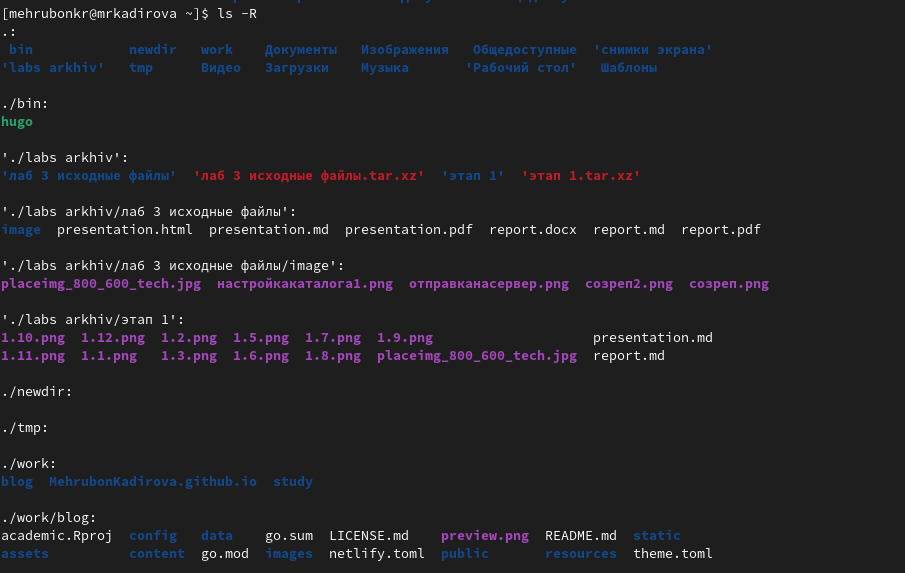 [mehrubonkr@mrkadirova ~]$ ls -R
.:
bin newdir work Документы Изображения Общедоступные 'снимки экрана'
'labs arkhiv' tmp Видео Загрузки Музыка 'Рабочий стол' Шаблоны
./bin:
hugo
'./labs arkhiv':
'лаб 3 исходные файлы' 'лаб 3 исходные файлы.tar.xz' 'этап 1' 'этап 1.tar.xz'
'./labs arkhiv/лаб 3 исходные файлы':
image presentation.html presentation.md presentation.pdf report.docx report.md report.pdf
'./labs arkhiv/лаб 3 исходные файлы/image':
placeimg_800_600_tech.jpg настройкакаталога1.png отправканасервер.png созреп2.png созреп.png
'./labs arkhiv/этап 1':
1.10.png 1.12.png 1.2.png 1.5.png 1.7.png 1.9.png presentation.md
1.11.png 1.1.png 1.3.png 1.6.png 1.8.png placeimg_800_600_tech.jpg report.md
./newdir:
./tmp:
./work:
blog MehrubonKadirova.github.io study
./work/blog:
academic.Rproj config data go.sum LICENSE.md preview.png README.md static
assets content go.mod images netlify.toml public resources theme.toml